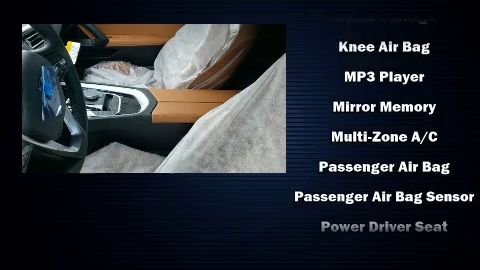 Knee Air Bag
MP3 Player
Mirror Memory
Multi-Zone A/C
Passenger Air Bag
Passenger Air Bag Sensor
Power Driver Seat